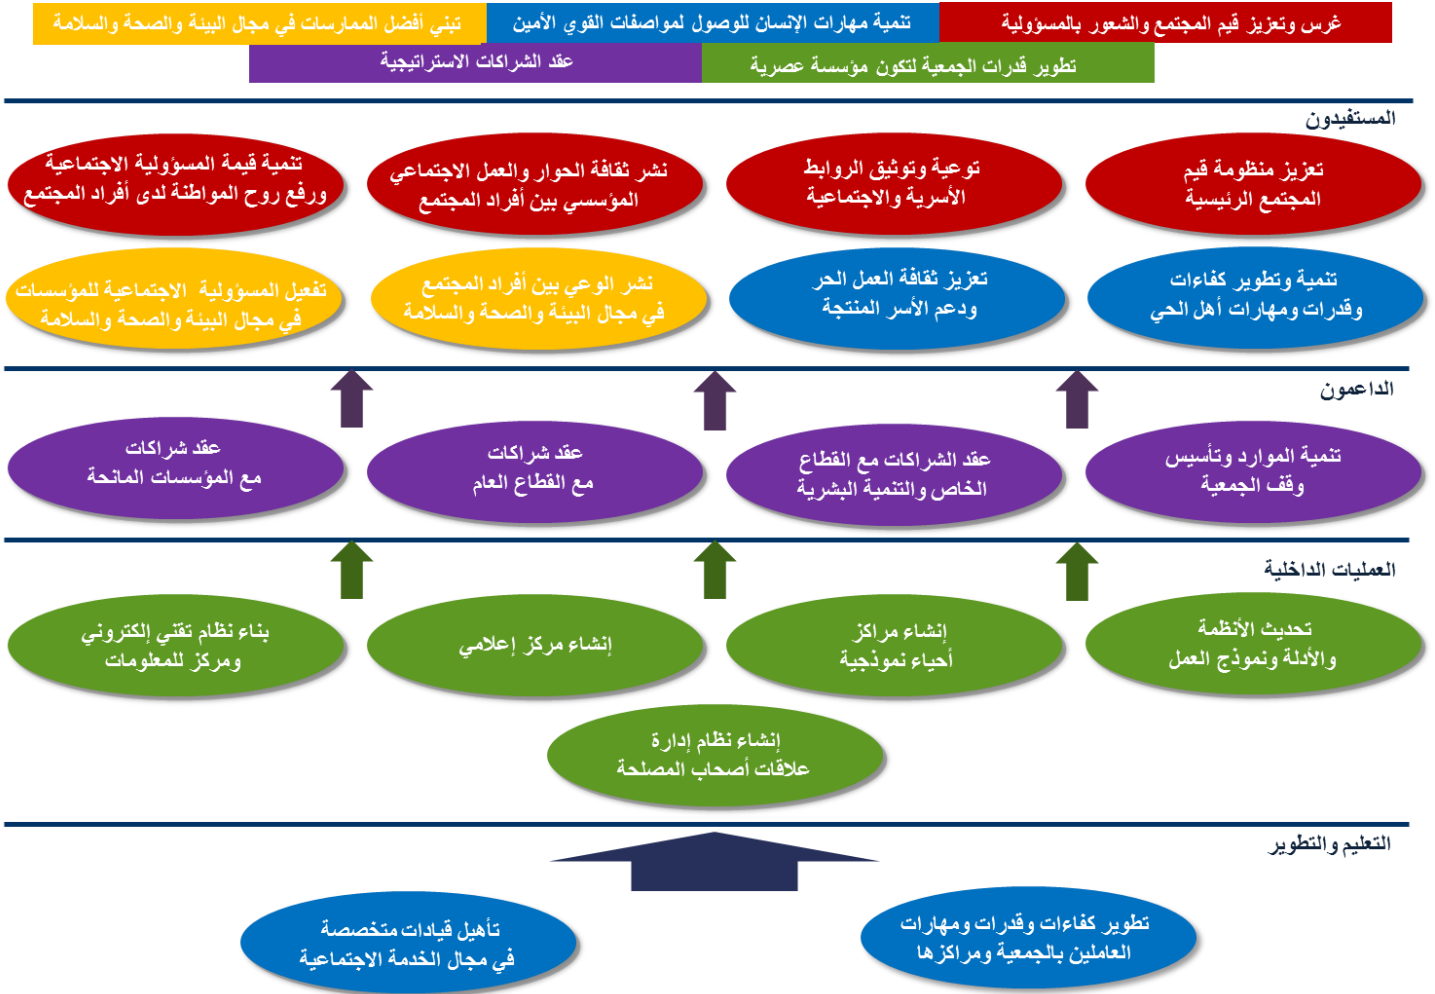 غرس وتعزيز قيم المجتمع والشعور بالمسؤولية
تنمية مهارات الإنسان للوصول لمواصفات القوي الأمين
تبني أفضل الممارسات في مجال البيئة والصحة والسلامة
تطوير قدرات الجمعية لتكون مؤسسة عصرية
عقد الشراكات الاستراتيجية
المستفيدون
تعزيز منظومة قيم
المجتمع الرئيسية
توعية وتوثيق الروابط
الأسرية والاجتماعية
نشر ثقافة الحوار والعمل الاجتماعي
المؤسسي بين أفراد المجتمع
تنمية قيمة المسؤولية الاجتماعية
ورفع روح المواطنة لدى أفراد المجتمع
تنمية وتطوير كفاءات
وقدرات ومهارات أهل الحي
تعزيز ثقافة العمل الحر
ودعم الأسر المنتجة
نشر الوعي بين أفراد المجتمع
في مجال البيئة والصحة والسلامة
تفعيل المسؤولية الاجتماعية للمؤسسات
في مجال البيئة والصحة والسلامة
الداعمون
تنمية الموارد وتأسيس
وقف الجمعية
عقد الشراكات مع القطاع
الخاص والتنمية البشرية
عقد شراكات
مع القطاع العام
عقد شراكات
مع المؤسسات المانحة
العمليات الداخلية
تحديث الأنظمة
والأدلة ونموذج العمل
إنشاء مراكز
أحياء نموذجية
إنشاء مركز إعلامي
بناء نظام تقني إلكتروني
ومركز للمعلومات
إنشاء نظام إدارة
علاقات أصحاب المصلحة
التعليم والتطوير
تطوير كفاءات وقدرات ومهارات
العاملين بالجمعية ومراكزها
تأهيل قيادات متخصصة
في مجال الخدمة الاجتماعية